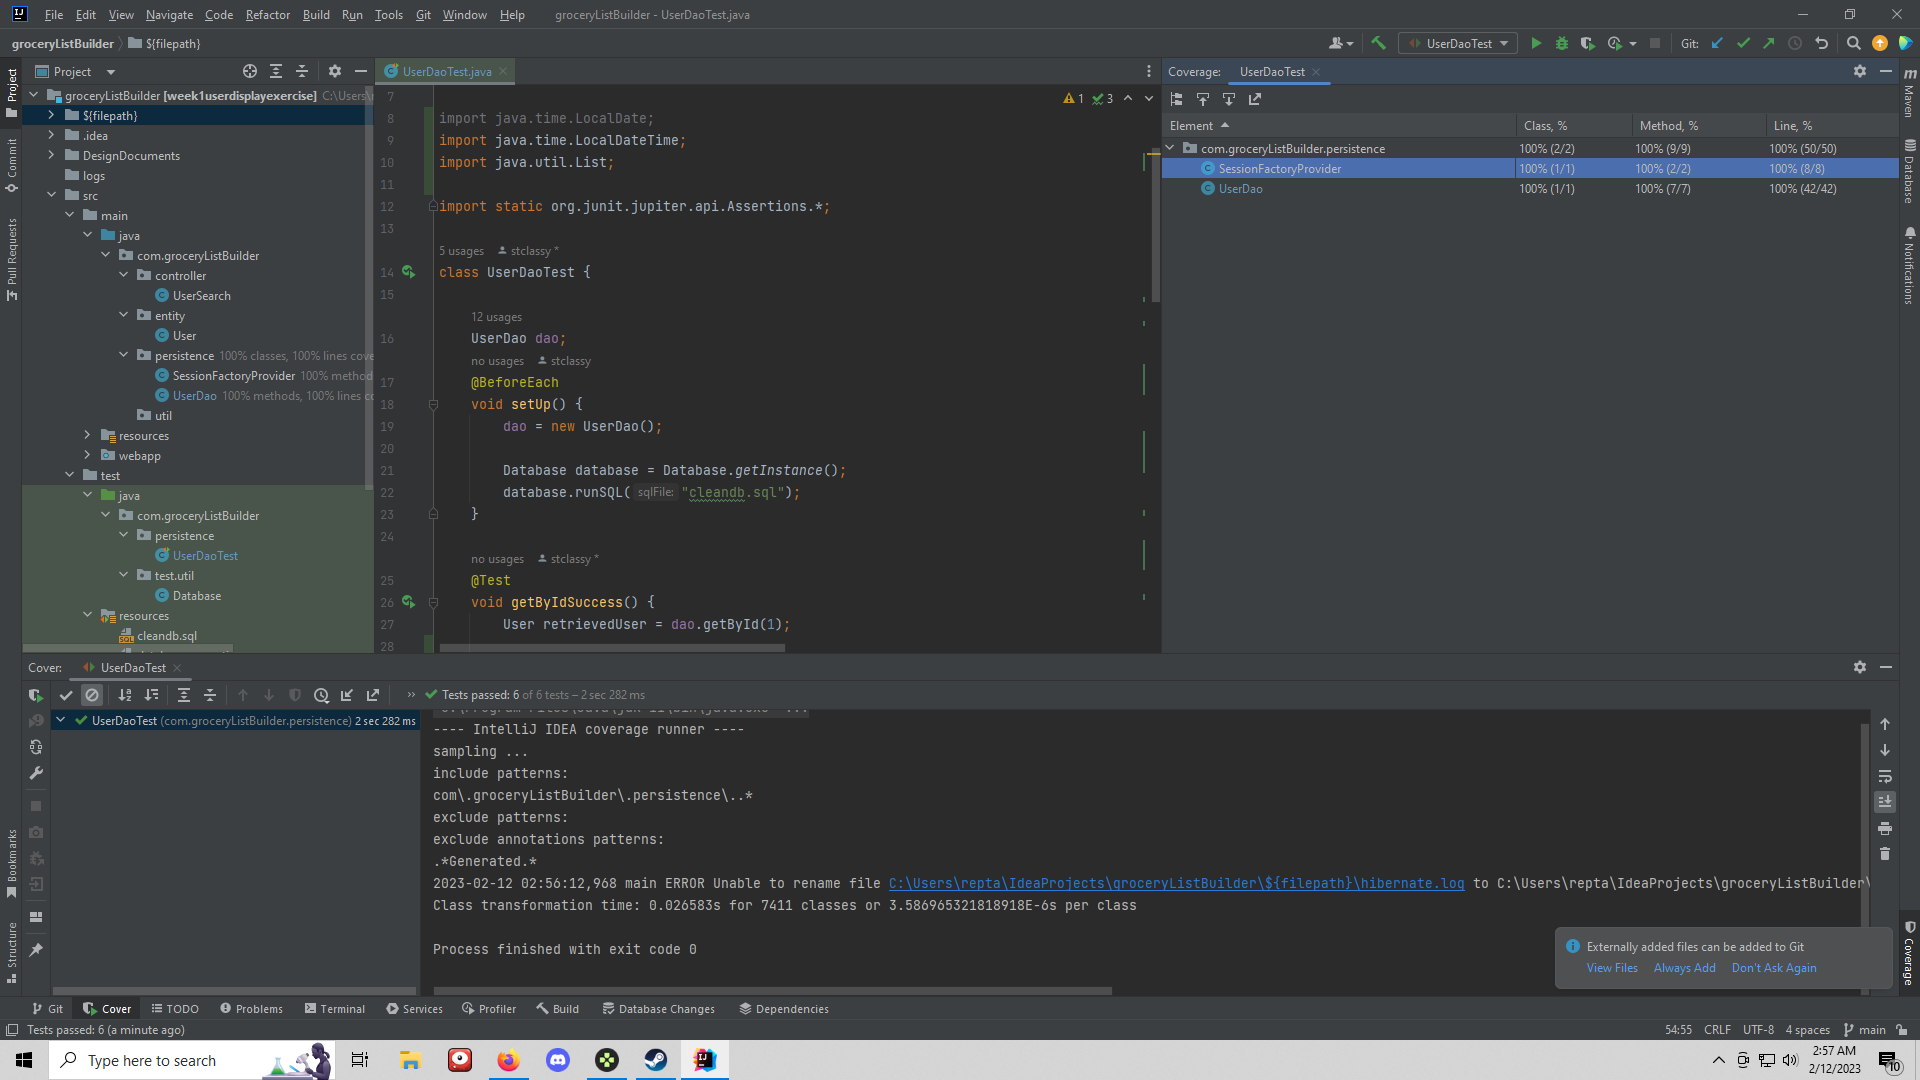 File Edit View Navigate Code Refactor Build Run Tools Git Window Help groceryListBuilder - UserDaoTest.java
groceryListBuilder ${filepath} UserDaoTest Git:
Project
Commit
Pull Requests
Bookmarks
Structure
Project
groceryListBuilder [week1userdisplayexercise] C:\Users\
${filepath}
.idea
DesignDocuments
logs
src
main
java
com.groceryListBuilder
controller
UserSearch
entity
User
persistence 100% classes, 100% lines cove
SessionFactoryProvider 100% method
UserDao 100% methods, 100% lines co
util
resources
webapp
test
java
com.groceryListBuilder
persistence
UserDaoTest
test.util
Database
resources
cleandb.sql
UserDaoTest.java
1 3
7
8 import java.time.LocalDate;
9 import java.time.LocalDateTime;
10 import java.util.List;
11
12 import static org.junit.jupiter.api.Assertions.*;
13
5 usages stclassy *
14 class UserDaoTest {
15
12 usages
16 UserDao dao;
no usages stclassy
17 @BeforeEach
18 void setUp() {
19 dao = new UserDao();
20
21 Database database = Database.getInstance();
22 database.runSQL( sqlFile: "cleandb.sql");
23 }
24
no usages stclassy *
25 @Test
26 void getByIdSuccess() {
27 User retrievedUser = dao.getById(1);
28
Coverage: UserDaoTest
Element Class, % Method, % Line, %
com.groceryListBuilder.persistence 100% (2/2) 100% (9/9) 100% (50/50)
SessionFactoryProvider 100% (1/1) 100% (2/2) 100% (8/8)
UserDao 100% (1/1) 100% (7/7) 100% (42/42)
Maven
Database
Notifications
Coverage
Cover: UserDaoTest
Tests passed: 6 of 6 tests – 2 sec 282 ms
UserDaoTest (com.groceryListBuilder.persistence) 2 sec 282 ms
---- IntelliJ IDEA coverage runner ----
sampling ...
include patterns:
com\.groceryListBuilder\.persistence\..*
exclude patterns:
exclude annotations patterns:
.*Generated.*
2023-02-12 02:56:12,968 main ERROR Unable to rename file C:\Users\repta\IdeaProjects\groceryListBuilder\${filepath}\hibernate.log to C:\Users\repta\IdeaProjects\groceryListBuilder\
Class transformation time: 0.026583s for 7411 classes or 3.586965321818918E-6s per class
Process finished with exit code 0
Externally added files can be added to Git
View Files Always Add Don't Ask Again
Git Cover TODO Problems Terminal Services Profiler Build Database Changes Dependencies
Tests passed: 6 (a minute ago) 54:55 CRLF UTF-8 4 spaces main
Type here to search
2:57 AM
2/12/2023
10